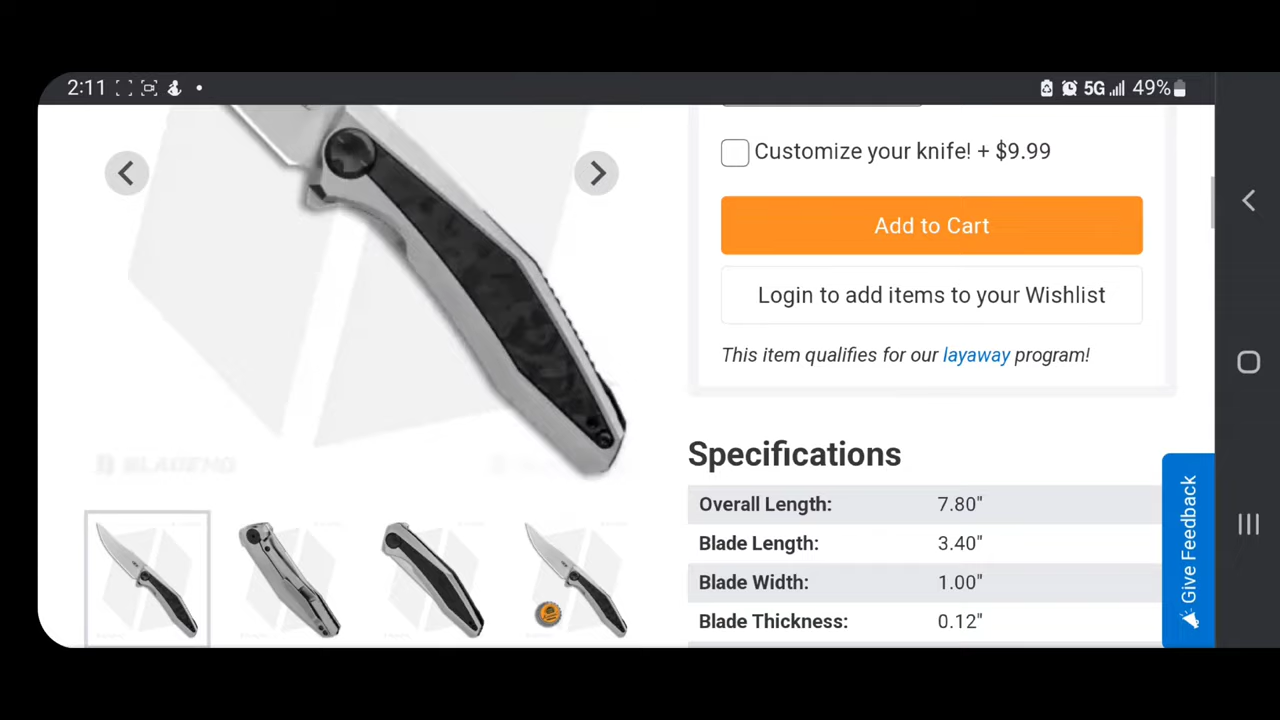 2:11
5G
49%
Customize your knife! + $9.99
Add to Cart
Login to add items to your Wishlist
This item qualifies for our layaway program!
Specifications
Overall Length: 7.80"
Blade Length: 3.40"
Blade Width: 1.00"
Blade Thickness: 0.12"
Give Feedback